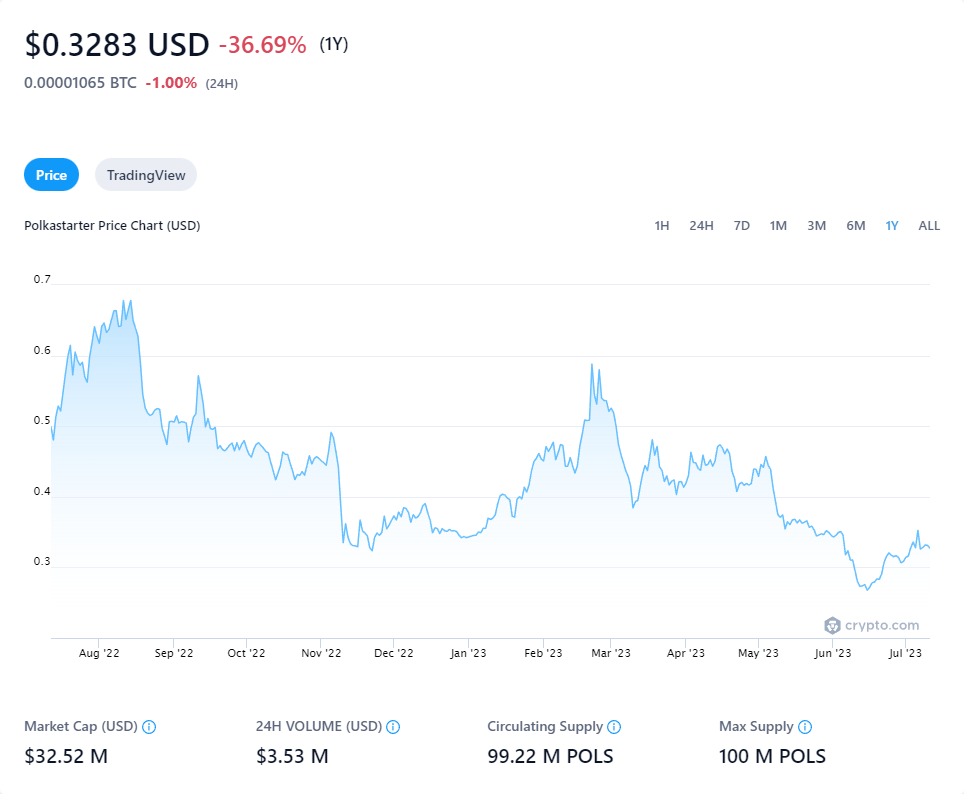 $0.3283 USD -36.69% (1Y)
0.00001065 BTC -1.00% (24H)
Price TradingView
Polkastarter Price Chart (USD) 1H 24H 7D 1M 3M 6M 1Y ALL
0.7
0.6
0.5
0.4
0.3
crypto.com
Aug '22 Sep '22 Oct '22 Nov '22 Dec '22 Jan '23 Feb '23 Mar '23 Apr '23 May '23 Jun '23 Jul '23
Market Cap (USD) 24H VOLUME (USD) Circulating Supply Max Supply
$32.52 M $3.53 M 99.22 M POLS 100 M POLS